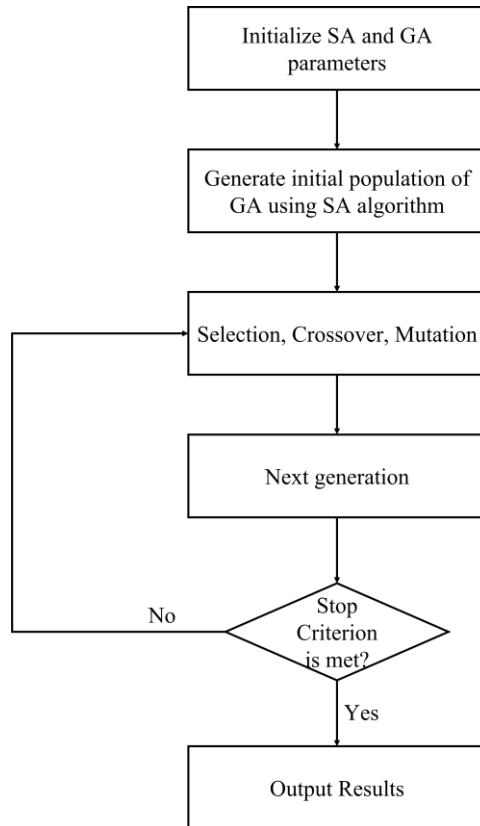 Initialize SA and GA
parameters
Generate initial population of
GA using SA algorithm
Selection, Crossover, Mutation
Next generation
Stop
Criterion
is met?
No
Yes
Output Results